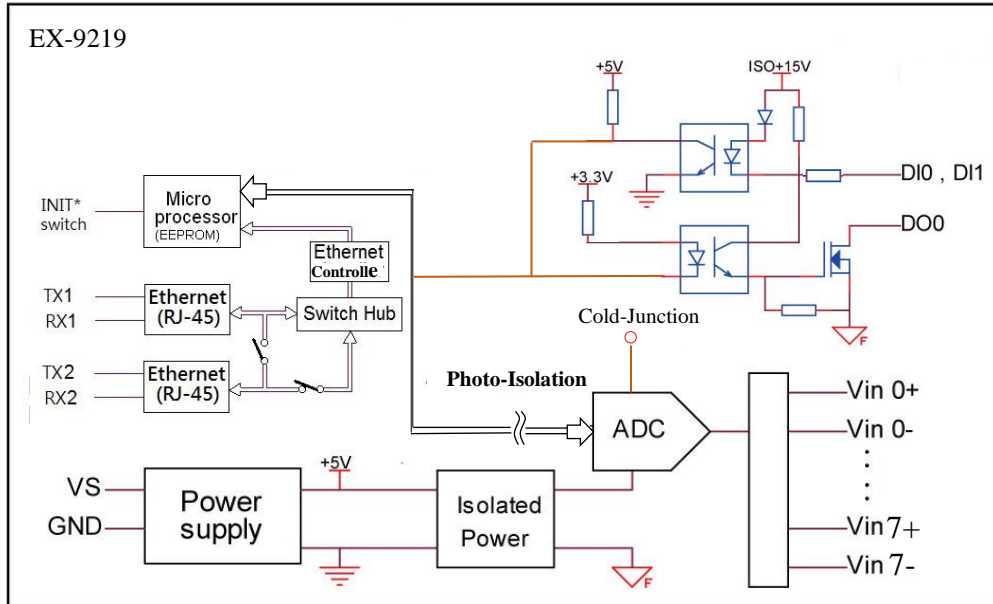 EX-9219
+5V
ISO+15V
DI0 , DI1
+3.3V
DO0
F
INIT*
switch
Micro
processor
(EEPROM)
Ethernet
Controlle
TX1
RX1
Ethernet
(RJ-45)
Switch Hub
TX2
RX2
Ethernet
(RJ-45)
Cold-Junction
Photo-Isolation
ADC
Vin 0+
Vin 0-
Vin 7+
Vin 7-
VS
GND
Power
supply
+5V
Isolated
Power
F